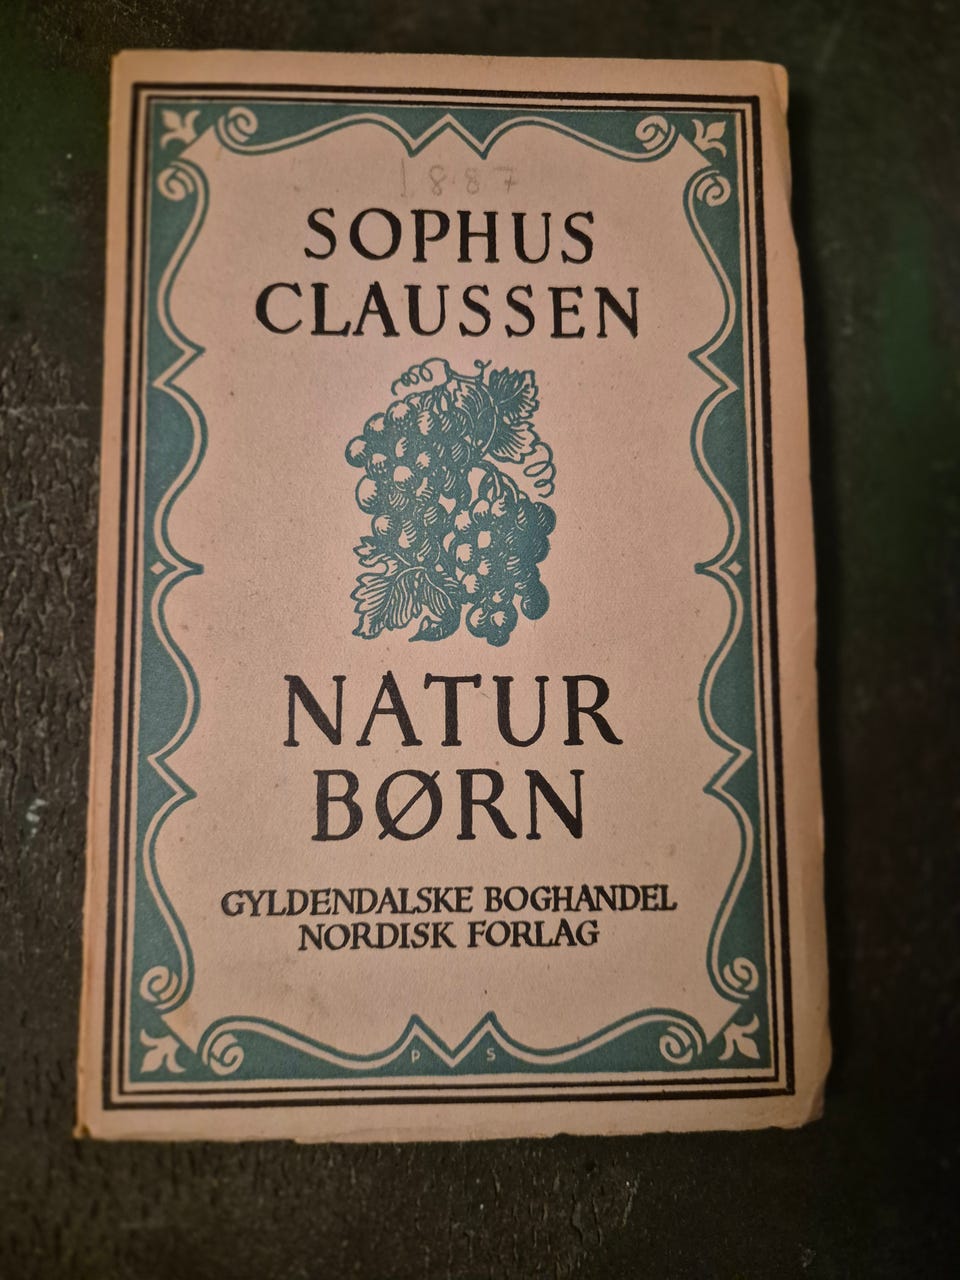 1887
SOPHUS
CLAUSSEN
NATUR
BØRN
GYLDENDALSKE BOGHANDEL
NORDISK FORLAG
P S